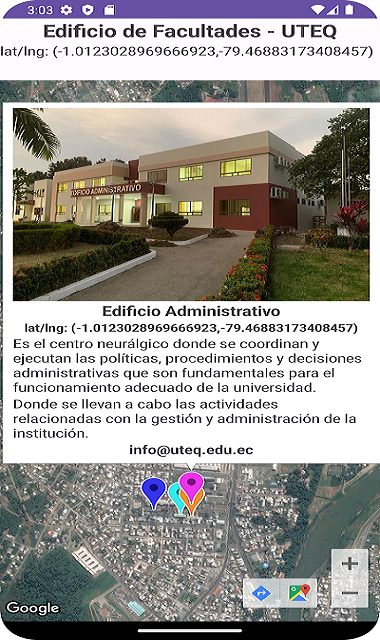 3:03
Edificio de Facultades - UTEQ
lat/lng: (-1.0123028969666923,-79.46883173408457)
EDIFICIO ADMINISTRATIVO
Edificio Administrativo
lat/lng: (-1.0123028969666923,-79.46883173408457)
Es el centro neurálgico donde se coordinan y
ejecutan las políticas, procedimientos y decisiones
administrativas que son fundamentales para el
funcionamiento adecuado de la universidad.
Donde se llevan a cabo las actividades
relacionadas con la gestión y administración de la
institución.
info@uteq.edu.ec
+
−
Google